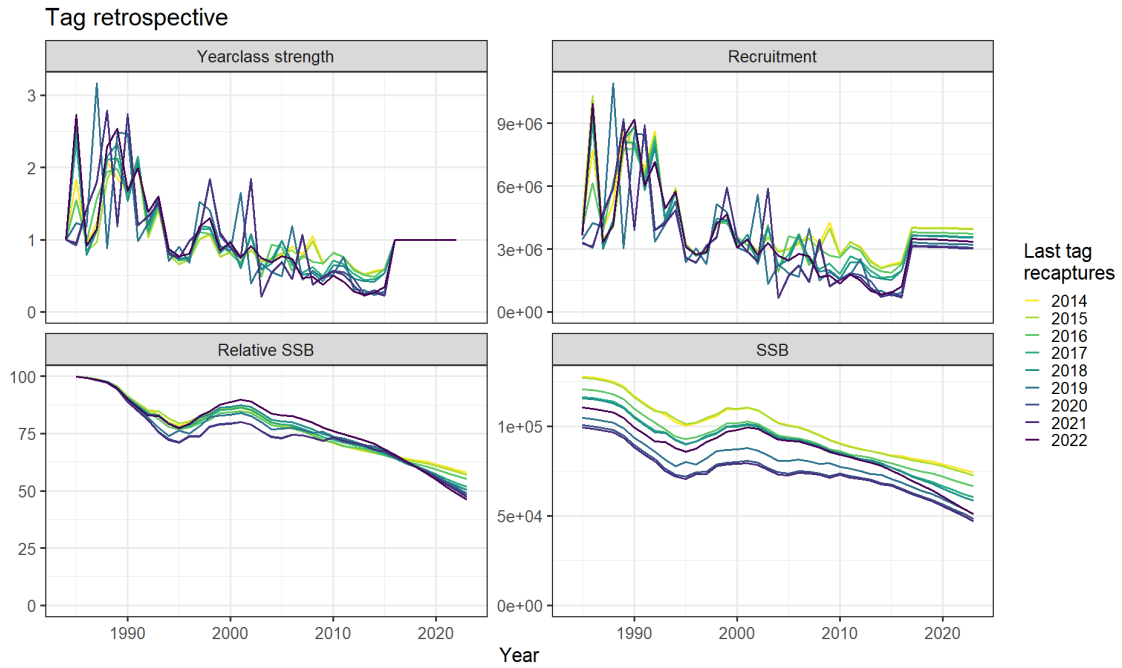 Tag retrospective
Yearclass strength
Recruitment
3
2
1
0
9e+06
6e+06
3e+06
0e+00
Relative SSB
SSB
100
75
50
25
0
1e+05
5e+04
0e+00
1990
2000
2010
2020
1990
2000
2010
2020
Year
Last tag
recaptures
2014
2015
2016
2017
2018
2019
2020
2021
2022